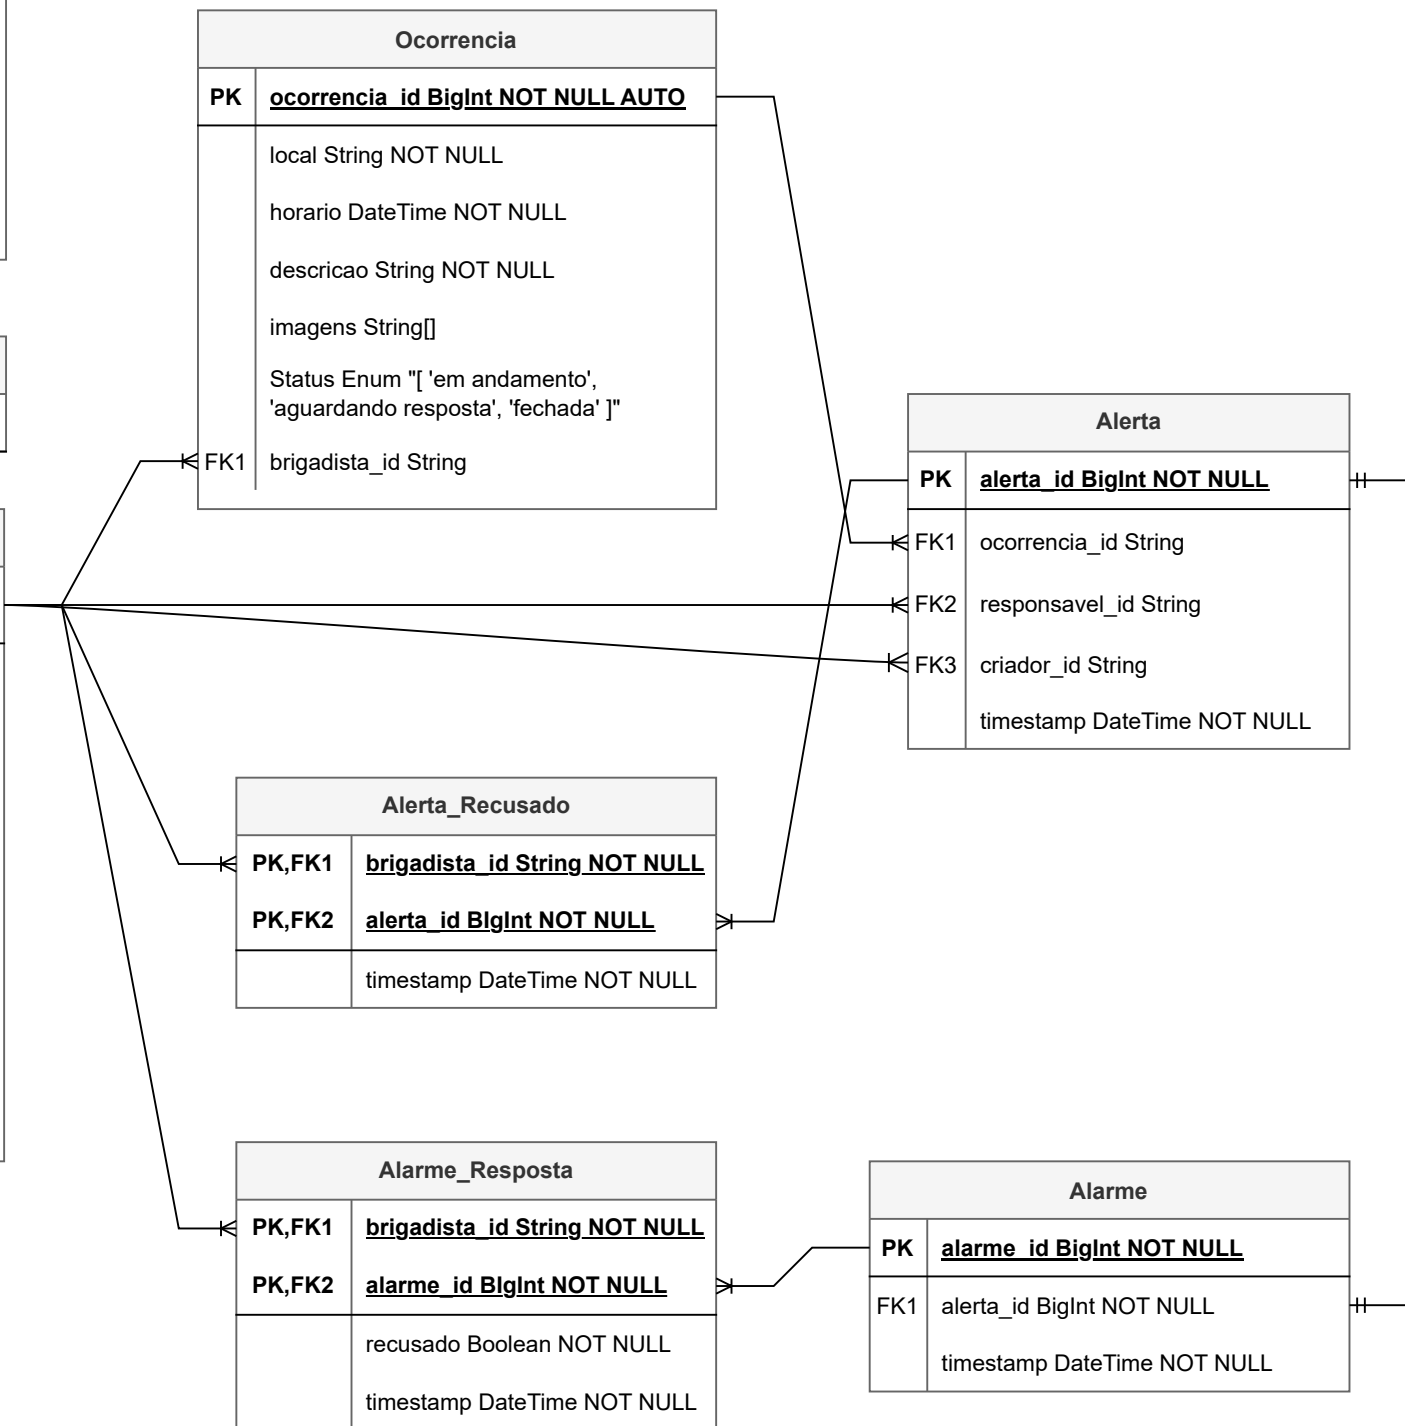 Ocorrencia
PK ocorrencia_id BigInt NOT NULL AUTO
local String NOT NULL
horario DateTime NOT NULL
descricao String NOT NULL
imagens String[]
Status Enum "[ 'em andamento',
'aguardando resposta', 'fechada' ]"
FK1 brigadista_id String
Alerta
PK alerta_id BigInt NOT NULL
FK1 ocorrencia_id String
FK2 responsavel_id String
FK3 criador_id String
timestamp DateTime NOT NULL
Alerta_Recusado
PK,FK1 brigadista_id String NOT NULL
PK,FK2 alerta_id BIgInt NOT NULL
timestamp DateTime NOT NULL
Alarme_Resposta
PK,FK1 brigadista_id String NOT NULL
PK,FK2 alarme_id BIgInt NOT NULL
recusado Boolean NOT NULL
timestamp DateTime NOT NULL
Alarme
PK alarme_id BigInt NOT NULL
FK1 alerta_id BigInt NOT NULL
timestamp DateTime NOT NULL